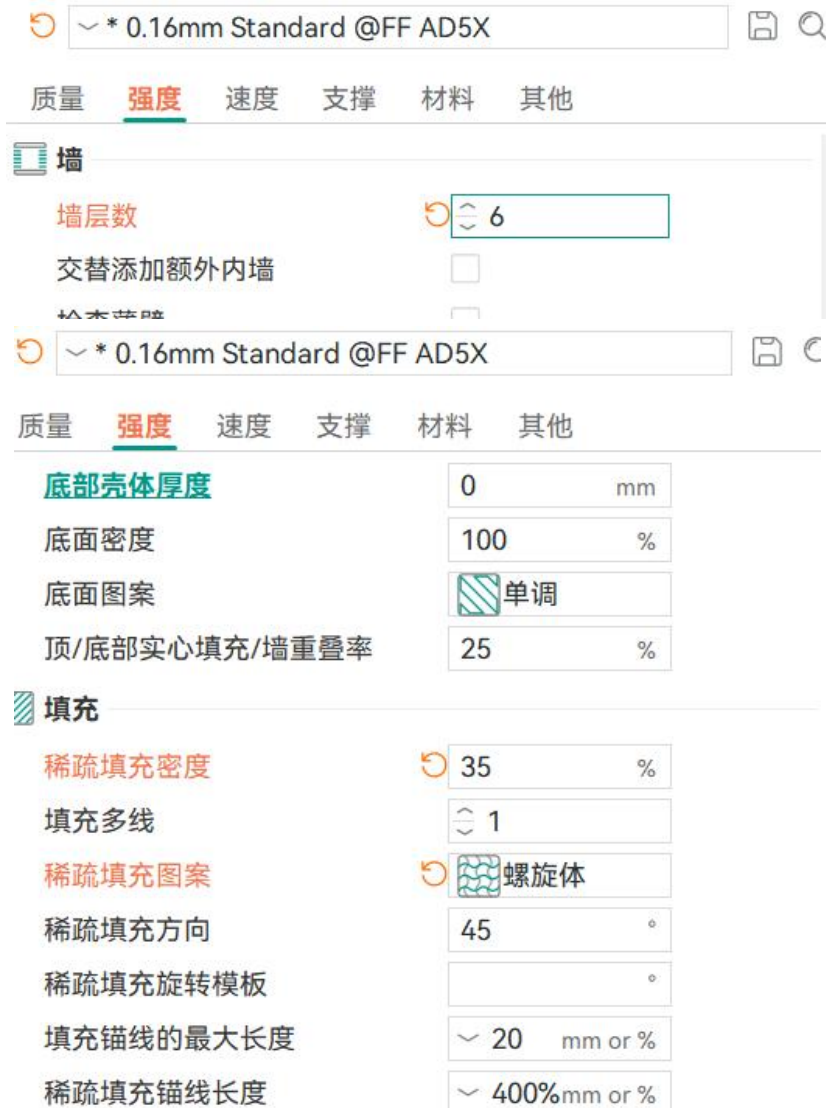 * 0.16mm Standard @FF AD5X
质量 强度 速度 支撑 材料 其他
墙
墙层数 6
交替添加额外内墙
* 0.16mm Standard @FF AD5X
质量 强度 速度 支撑 材料 其他
底部壳体厚度 0 mm
底面密度 100 %
底面图案 单调
顶/底部实心填充/墙重叠率 25 %
填充
稀疏填充密度 35 %
填充多线 1
稀疏填充图案 螺旋体
稀疏填充方向 45 °
稀疏填充旋转模板 °
填充锚线的最大长度 20 mm or %
稀疏填充锚线长度 400% mm or %